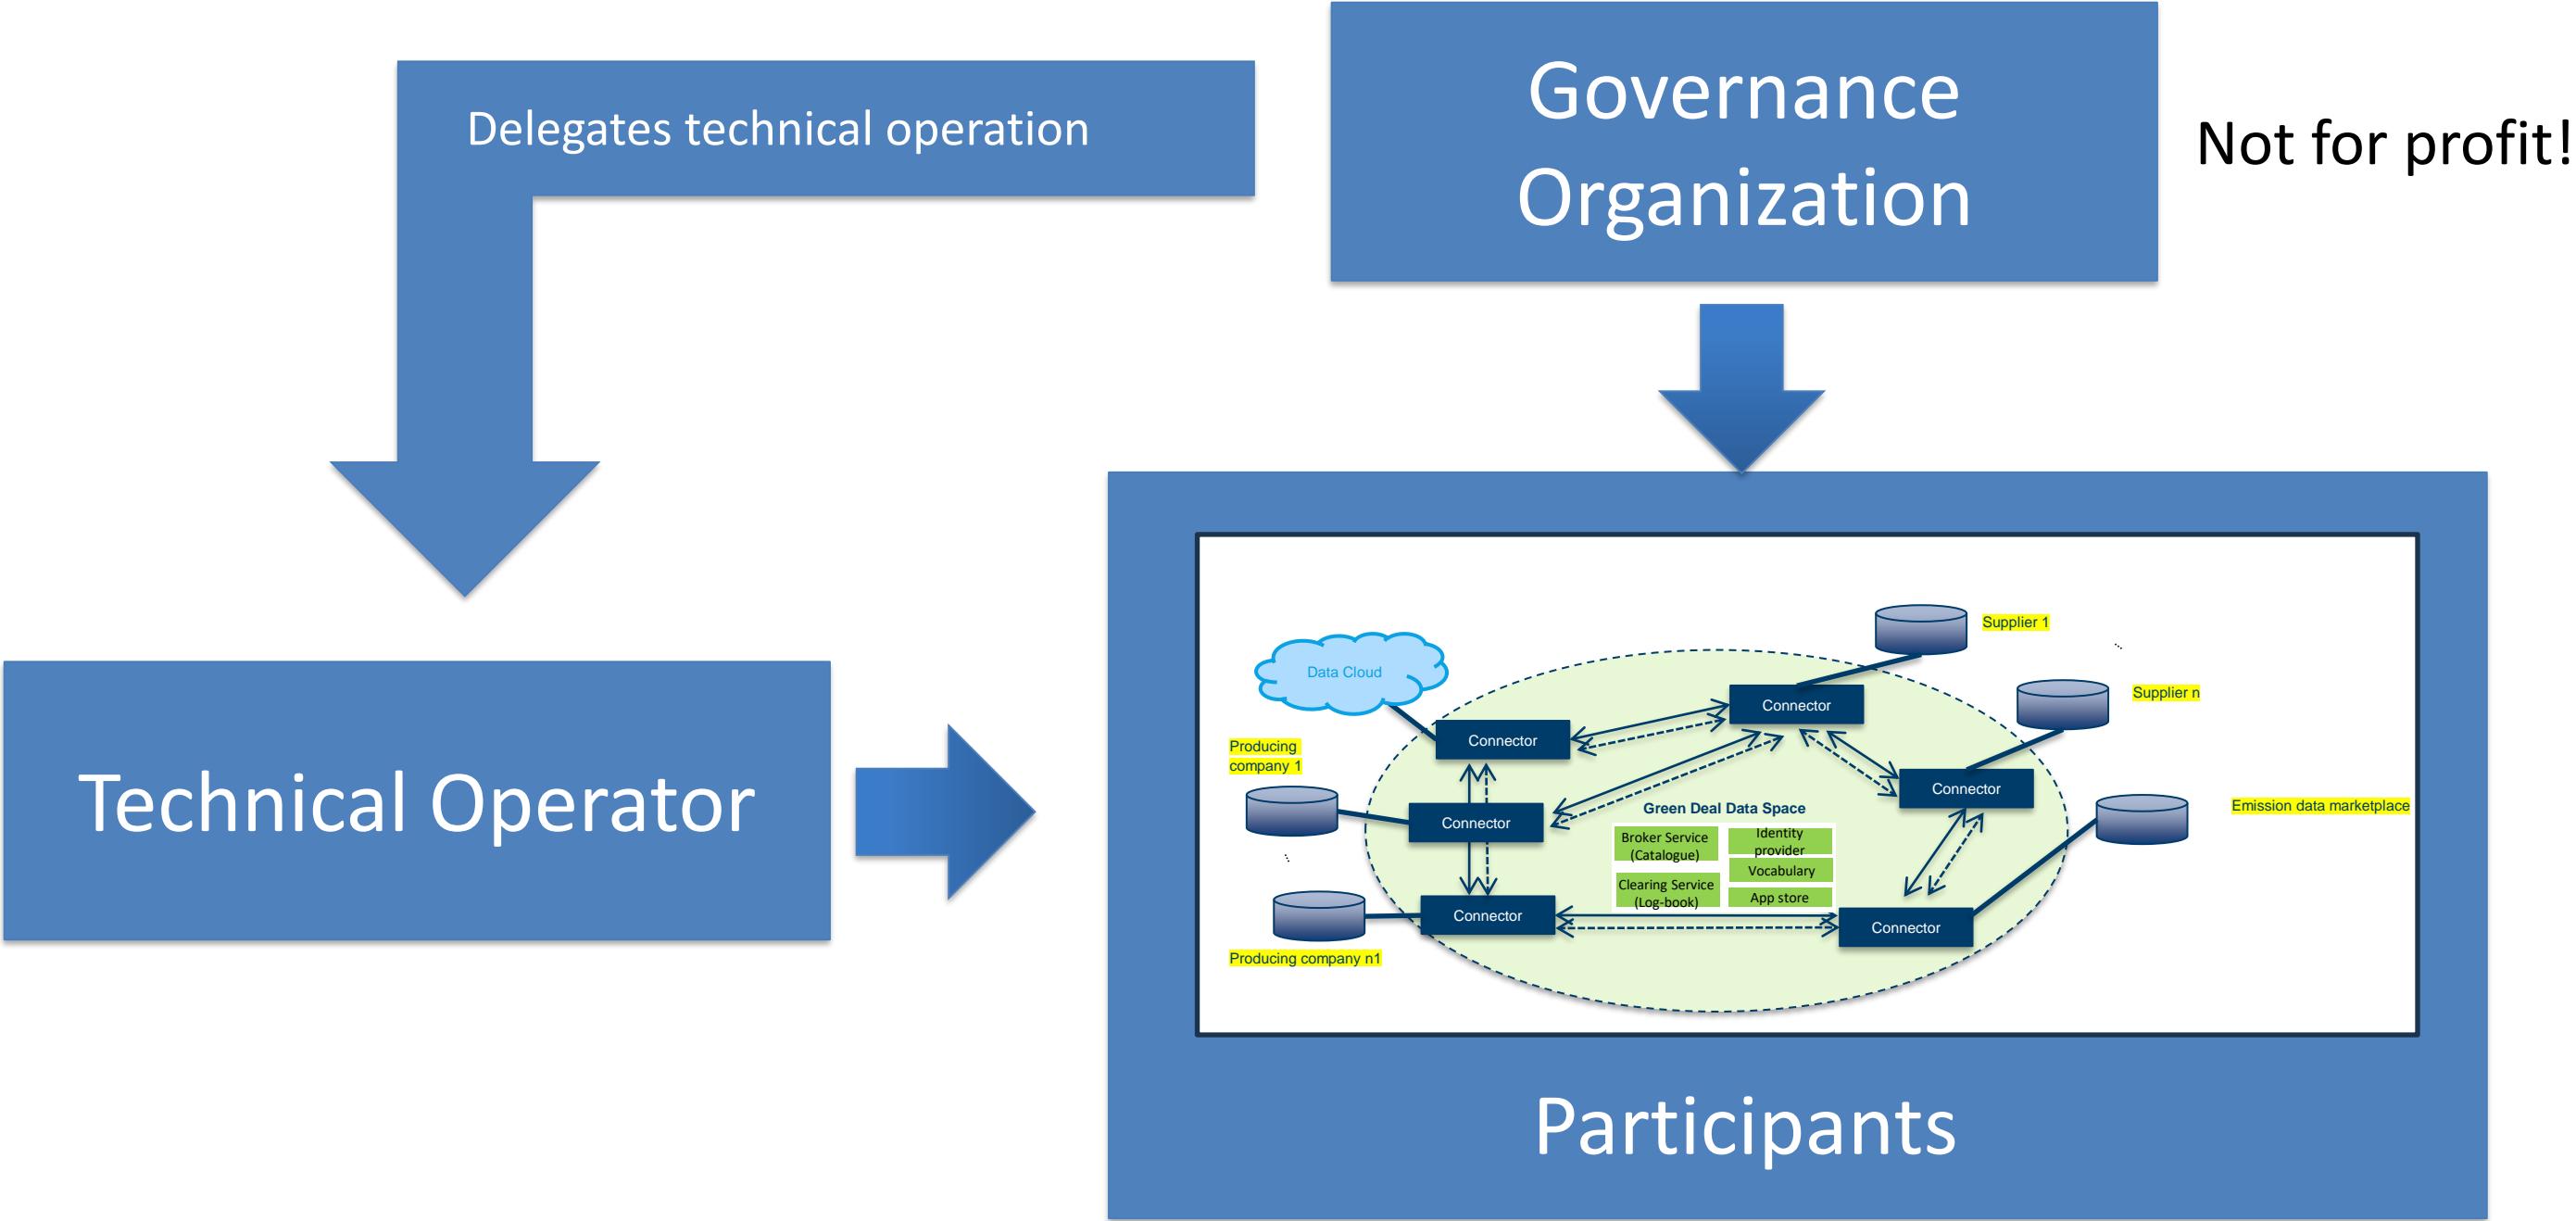 Delegates technical operation
Governance
Organization
Not for profit!
Technical Operator
Supplier 1
...
Data Cloud
Supplier n
Connector
Connector
Producing
company 1
Connector
Emission data marketplace
Green Deal Data Space
Connector
Broker Service
(Catalogue)
Identity
provider
Vocabulary
...
Clearing Service
(Log-book)
App store
Connector
Connector
Producing company n1
Participants